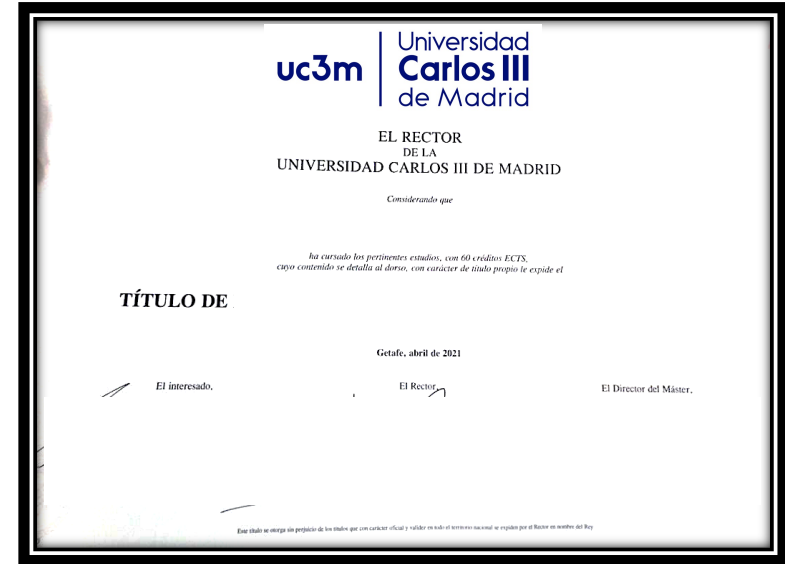 uc3m
Universidad
Carlos III
de Madrid
EL RECTOR
DE LA
UNIVERSIDAD CARLOS III DE MADRID
Considerando que
ha cursado los pertinentes estudios, con 60 créditos ECTS,
cuyo contenido se detalla al dorso, con carácter de título propio le expide el
TÍTULO DE
Getafe, abril de 2021
El interesado,
El Rector,
El Director del Máster,
Este título se otorga sin perjuicio de los títulos que con carácter oficial y validez en todo el territorio nacional se expiden por el Rector en nombre del Rey